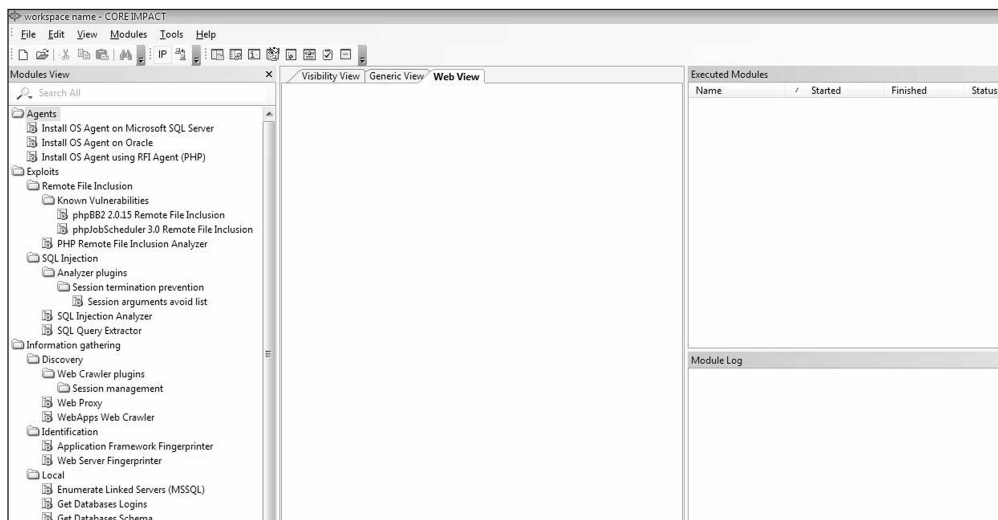 workspace name - CORE IMPACT
File Edit View Modules Tools Help
IP
Modules View
Search All
Agents
Install OS Agent on Microsoft SQL Server
Install OS Agent on Oracle
Install OS Agent using RFI Agent (PHP)
Exploits
Remote File Inclusion
Known Vulnerabilities
phpBB2 2.0.15 Remote File Inclusion
phpJobScheduler 3.0 Remote File Inclusion
PHP Remote File Inclusion Analyzer
SQL Injection
Analyzer plugins
Session termination prevention
Session arguments avoid list
SQL Injection Analyzer
SQL Query Extractor
Information gathering
Discovery
Web Crawler plugins
Session management
Web Proxy
WebApps Web Crawler
Identification
Application Framework Fingerprinter
Web Server Fingerprinter
Local
Enumerate Linked Servers (MSSQL)
Get Databases Logins
Get Databases Schema
Visibility View Generic View Web View
Executed Modules
Name / Started Finished Status
Module Log